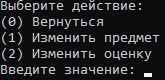 Выберите действие:
(0) Вернуться
(1) Изменить предмет
(2) Изменить оценку
Введите значение: